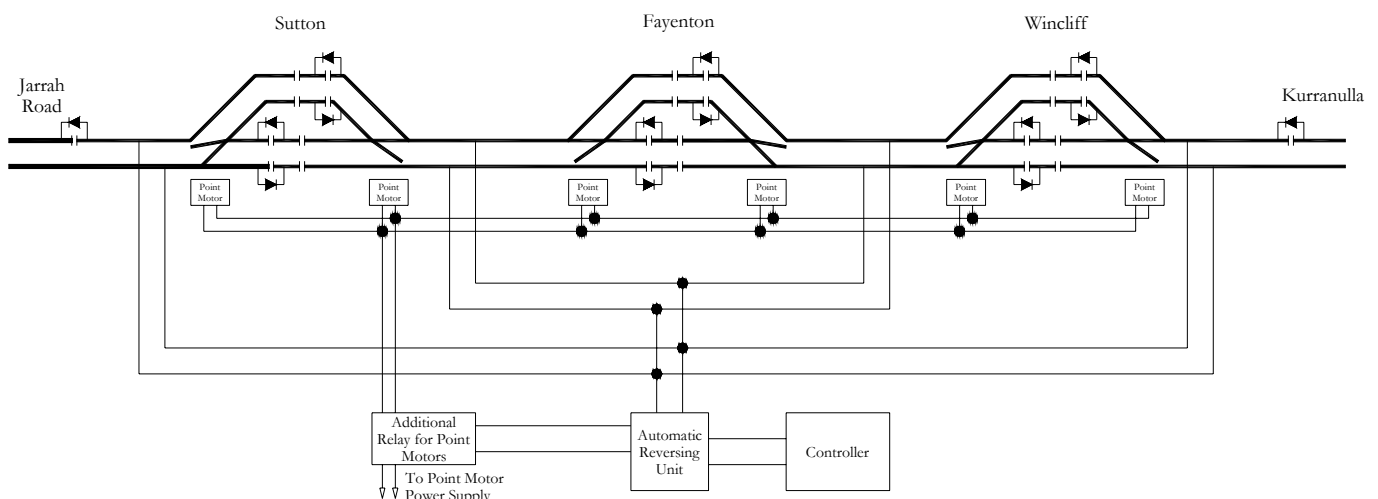 Sutton
Fayenton
Wincliff
Jarrah
Road
Kurranulla
Point
Motor
Point
Motor
Point
Motor
Point
Motor
Point
Motor
Point
Motor
Additional
Relay for Point
Motors
Automatic
Reversing
Unit
Controller
To Point Motor
Power Supply